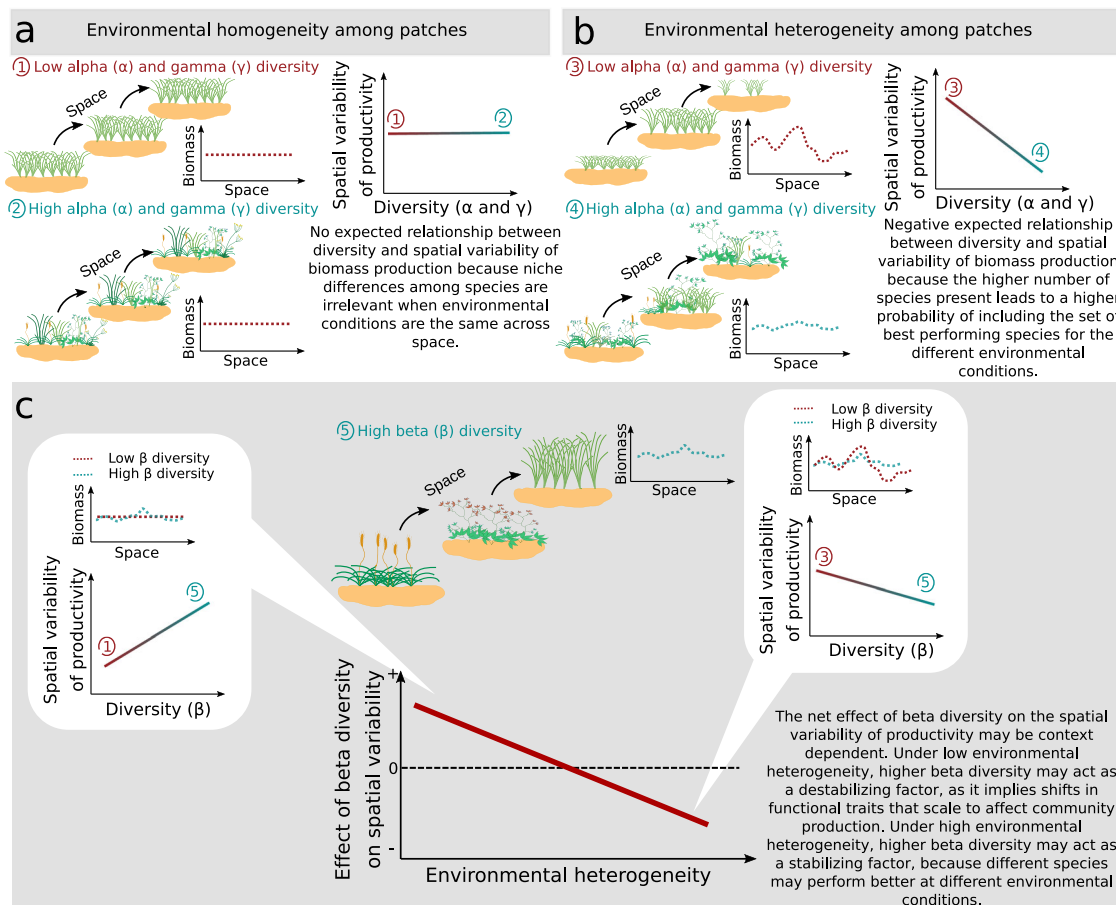 a
Environmental homogeneity among patches
① Low alpha (α) and gamma (γ) diversity
Space
Biomass
Space
Spatial variability
of productivity
1
2
Diversity (α and γ)
② High alpha (α) and gamma (γ) diversity
Space
Space
Biomass
Space
No expected relationship between
diversity and spatial variability of
biomass production because niche
differences among species are
irrelevant when environmental
conditions are the same across
space.
b
Environmental heterogeneity among patches
③ Low alpha (α) and gamma (γ) diversity
Space
Biomass
Space
Spatial variability
of productivity
3
4
Diversity (α and γ)
④ High alpha (α) and gamma (γ) diversity
Space
Biomass
Space
Negative expected relationship
between diversity and spatial
variability of biomass production
because the higher number of
species present leads to a higher
probability of including the set of
best performing species for the
different environmental
conditions.
c
Low β diversity
High β diversity
Biomass
Space
Spatial variability
of productivity
1
5
Diversity (β)
⑤ High beta (β) diversity
Space
Biomass
Space
Low β diversity
High β diversity
Biomass
Space
Spatial variability
of productivity
3
5
Diversity (β)
Effect of beta diversity
on spatial variability
+
0
-
Environmental heterogeneity
The net effect of beta diversity on the spatial
variability of productivity may be context
dependent. Under low environmental
heterogeneity, higher beta diversity may act as
a destabilizing factor, as it implies shifts in
functional traits that scale to affect community
production. Under high environmental
heterogeneity, higher beta diversity may act as
a stabilizing factor, because different species
may perform better at different environmental
conditions.